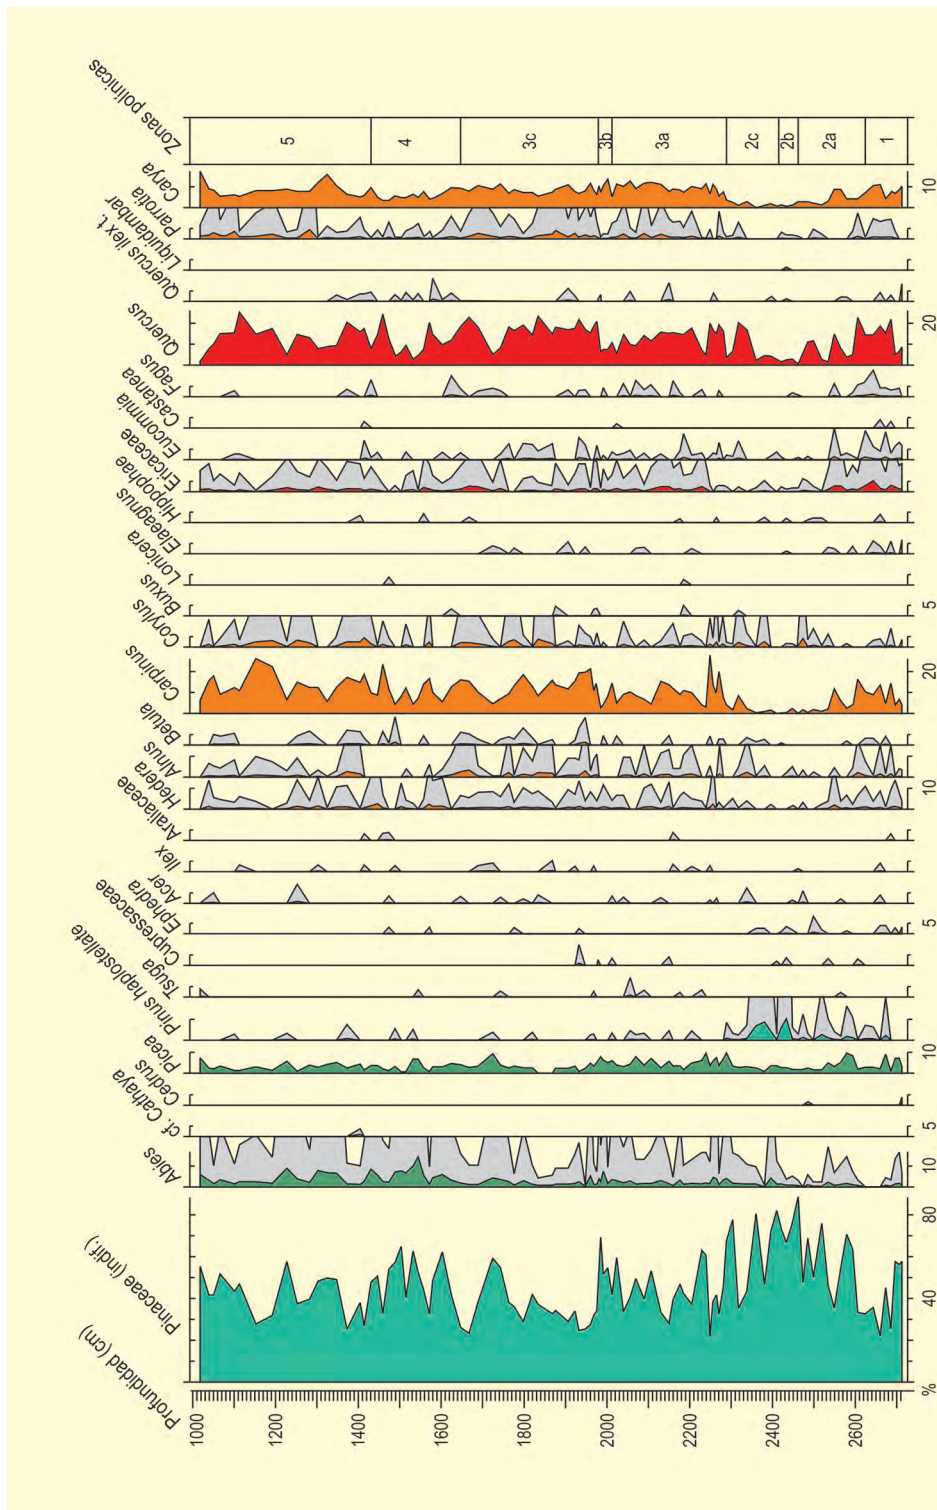 Zonas polínicas
5
4
3c
3b
3a
2c
2b
2a
1
Carya
10
Parrotia
Liquidambar
Quercus ilex t.
Quercus
20
Fagus
Castanea
Eucommia
Ericaceae
Hippophae
Elaeagnus
Lonicera
Buxus
5
Corylus
Carpinus
20
Betula
Alnus
Hedera
10
Araliaceae
Ilex
Acer
Ephedra
5
Cupressaceae
Tsuga
Pinus haplostellate
Picea
10
Cedrus
cf. Cathaya
5
Abies
10
Pinaceae (indif.)
80
40
%
Profundidad (cm)
1000
1200
1400
1600
1800
2000
2200
2400
2600